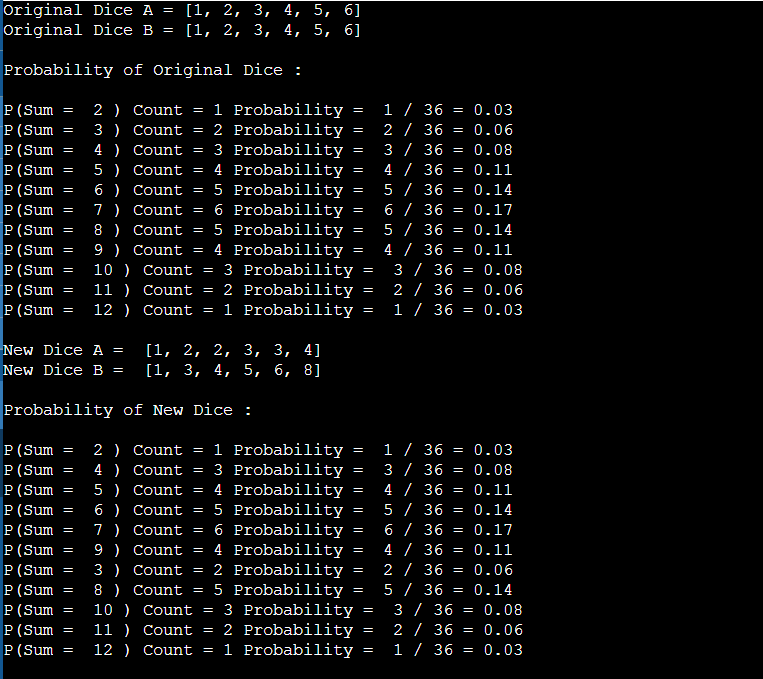 Original Dice A = [1, 2, 3, 4, 5, 6]
Original Dice B = [1, 2, 3, 4, 5, 6]
Probability of Original Dice :
P(Sum =  2 ) Count = 1 Probability =  1 / 36 = 0.03
P(Sum =  3 ) Count = 2 Probability =  2 / 36 = 0.06
P(Sum =  4 ) Count = 3 Probability =  3 / 36 = 0.08
P(Sum =  5 ) Count = 4 Probability =  4 / 36 = 0.11
P(Sum =  6 ) Count = 5 Probability =  5 / 36 = 0.14
P(Sum =  7 ) Count = 6 Probability =  6 / 36 = 0.17
P(Sum =  8 ) Count = 5 Probability =  5 / 36 = 0.14
P(Sum =  9 ) Count = 4 Probability =  4 / 36 = 0.11
P(Sum =  10 ) Count = 3 Probability =  3 / 36 = 0.08
P(Sum =  11 ) Count = 2 Probability =  2 / 36 = 0.06
P(Sum =  12 ) Count = 1 Probability =  1 / 36 = 0.03
New Dice A =  [1, 2, 2, 3, 3, 4]
New Dice B =  [1, 3, 4, 5, 6, 8]
Probability of New Dice :
P(Sum =  2 ) Count = 1 Probability =  1 / 36 = 0.03
P(Sum =  4 ) Count = 3 Probability =  3 / 36 = 0.08
P(Sum =  5 ) Count = 4 Probability =  4 / 36 = 0.11
P(Sum =  6 ) Count = 5 Probability =  5 / 36 = 0.14
P(Sum =  7 ) Count = 6 Probability =  6 / 36 = 0.17
P(Sum =  9 ) Count = 4 Probability =  4 / 36 = 0.11
P(Sum =  3 ) Count = 2 Probability =  2 / 36 = 0.06
P(Sum =  8 ) Count = 5 Probability =  5 / 36 = 0.14
P(Sum =  10 ) Count = 3 Probability =  3 / 36 = 0.08
P(Sum =  11 ) Count = 2 Probability =  2 / 36 = 0.06
P(Sum =  12 ) Count = 1 Probability =  1 / 36 = 0.03